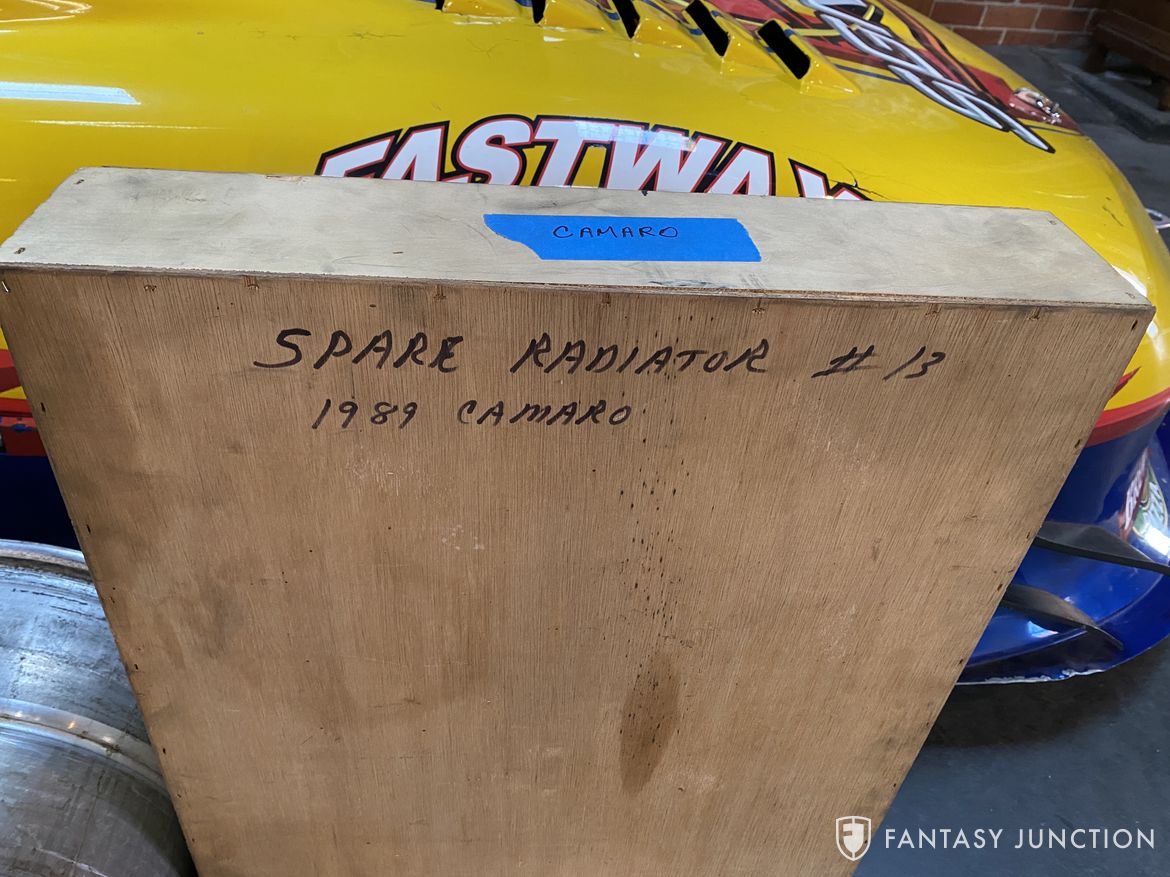 FASTWAY
CAMARO
SPARE RADIATOR # 13
1989 CAMARO
FANTASY JUNCTION